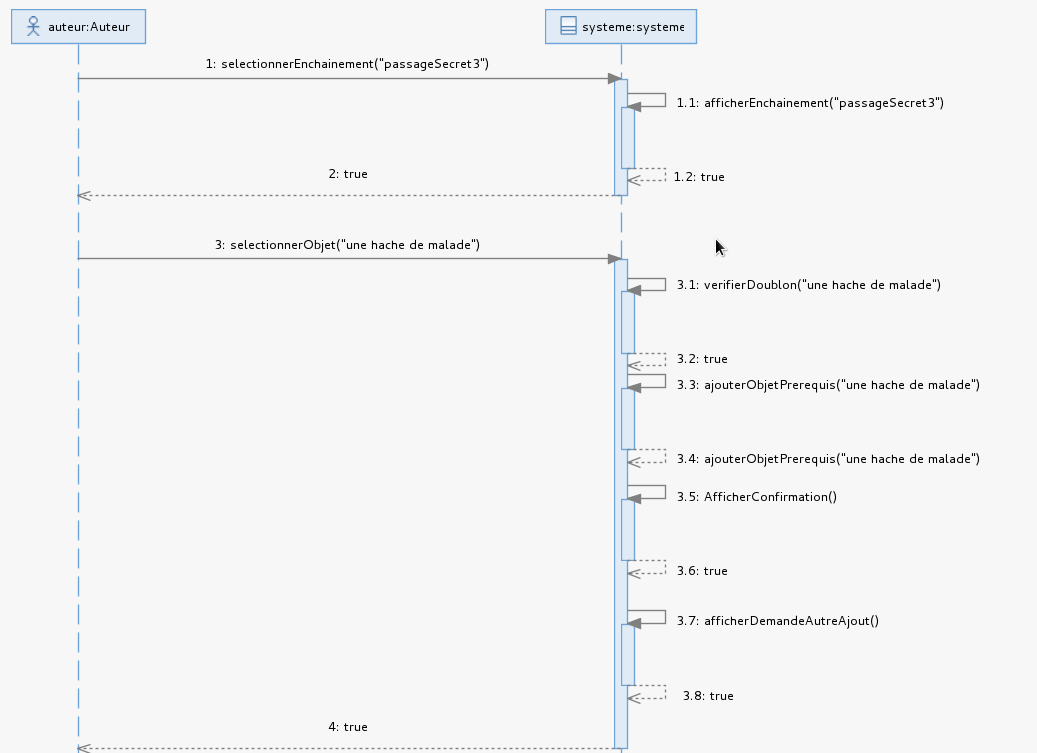 auteur:Auteur
systeme:systeme
1: selectionnerEnchainement("passageSecret3")
1.1: afficherEnchainement("passageSecret3")
2: true
1.2: true
3: selectionnerObjet("une hache de malade")
3.1: verifierDoublon("une hache de malade")
3.2: true
3.3: ajouterObjetPrerequis("une hache de malade")
3.4: ajouterObjetPrerequis("une hache de malade")
3.5: AfficherConfirmation()
3.6: true
3.7: afficherDemandeAutreAjout()
3.8: true
4: true